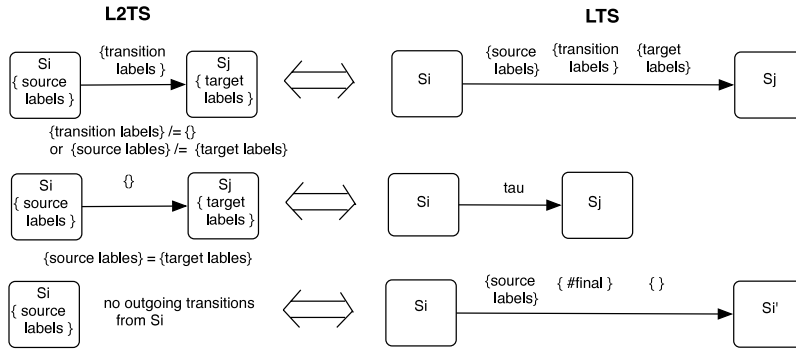 L2TS
LTS
Si
{ source
labels }
{transition
labels }
Sj
{ target
labels }
Si
{source
labels}
{transition
labels }
{target
labels}
Sj
{transition labels} /= {}
or {source lables} /= {target labels}
Si
{ source
labels }
{}
Sj
{ target
labels }
Si
tau
Sj
{source lables} = {target lables}
Si
{ source
labels }
no outgoing transitions
from Si
Si
{source
labels}
{ #final }
{ }
Si'